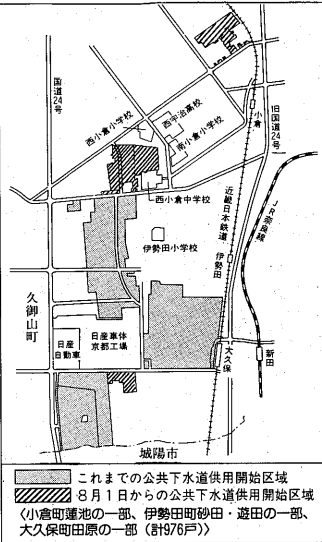 国道24号
西小倉小学校
西宇治高校
南小倉小学校
小倉
旧国道24号
西小倉中学校
近畿日本鉄道
JR奈良線
伊勢田小学校
伊勢田
久御山町
日産自動車
日産車体
京都工場
大久保
新田
城陽市
これまでの公共下水道供用開始区域
8月1日からの公共下水道供用開始区域
〈小倉町蓮池の一部、伊勢田町砂田・遊田の一部、
大久保町田原の一部(計976戸)〉